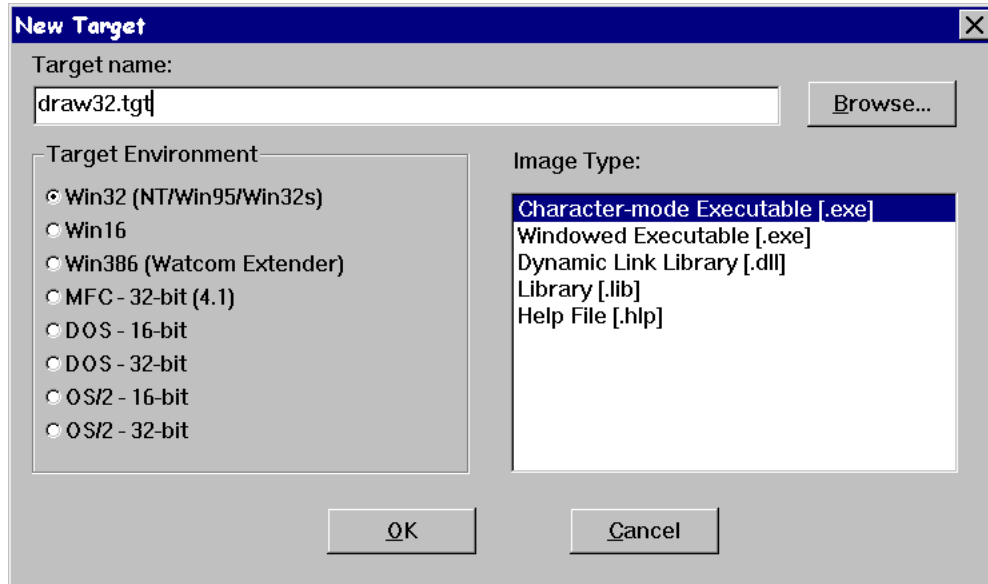 New Target
Target name:
draw32.tgt
Browse...
Target Environment
Win32 (NT/Win95/Win32s)
Win16
Win386 (Watcom Extender)
MFC - 32-bit (4.1)
DOS - 16-bit
DOS - 32-bit
OS/2 - 16-bit
OS/2 - 32-bit
Image Type:
Character-mode Executable [.exe]
Windowed Executable [.exe]
Dynamic Link Library [.dll]
Library [.lib]
Help File [.hlp]
OK
Cancel